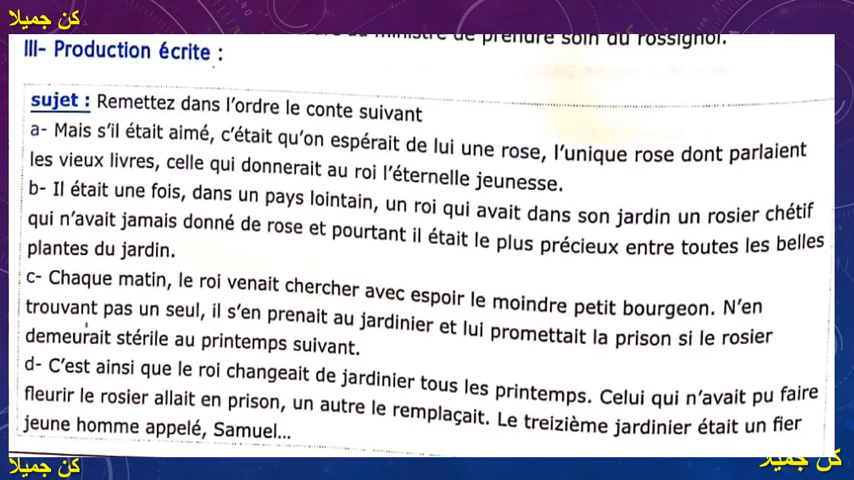 كن جميلا
ministre de prendre soin du rossignol.
III- Production écrite :
sujet : Remettez dans l'ordre le conte suivant
a- Mais s'il était aimé, c'était qu'on espérait de lui une rose, l'unique rose dont parlaient
les vieux livres, celle qui donnerait au roi l'éternelle jeunesse.
b- Il était une fois, dans un pays lointain, un roi qui avait dans son jardin un rosier chétif
qui n'avait jamais donné de rose et pourtant il était le plus précieux entre toutes les belles
plantes du jardin.
c- Chaque matin, le roi venait chercher avec espoir le moindre petit bourgeon. N'en
trouvant pas un seul, il s'en prenait au jardinier et lui promettait la prison si le rosier
demeurait stérile au printemps suivant.
d- C'est ainsi que le roi changeait de jardinier tous les printemps. Celui qui n'avait pu faire
fleurir le rosier allait en prison, un autre le remplaçait. Le treizième jardinier était un fier
jeune homme appelé, Samuel...
كن جميلا
كن جميلا